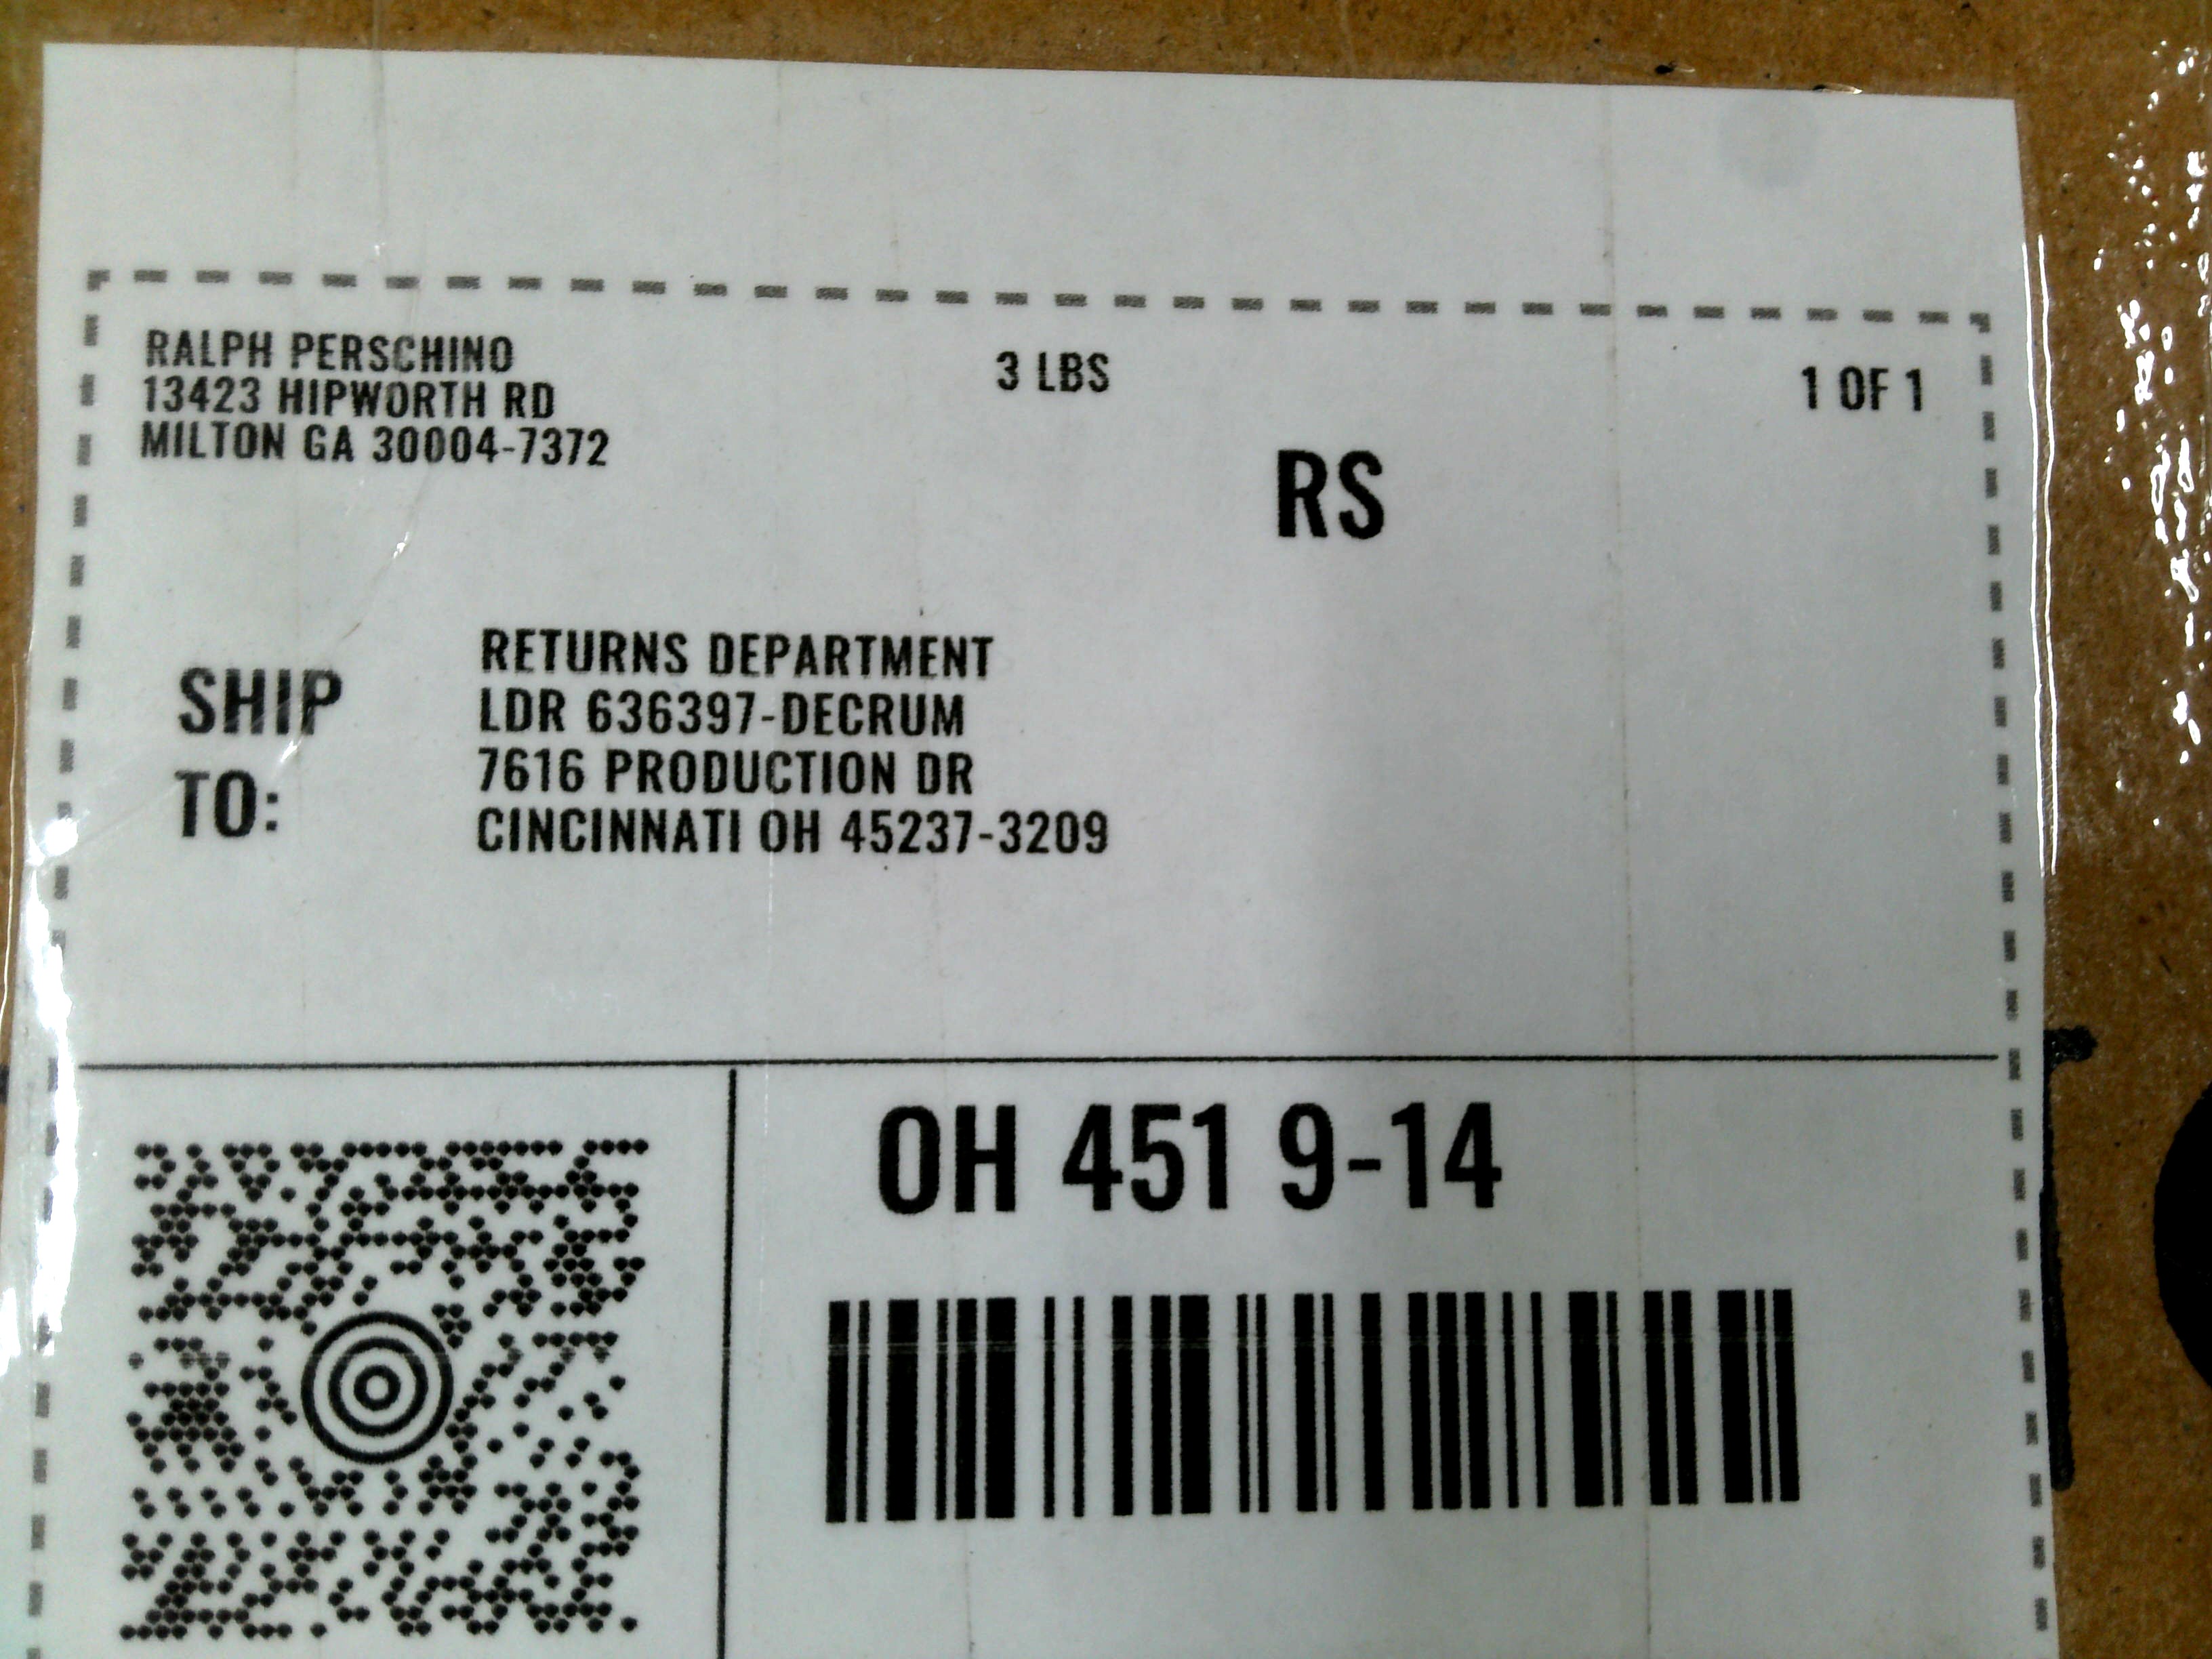 RALPH PERSCHINO
13423 HIPWORTH RD
MILTON GA 30004-7372
3 LBS
1 OF 1
RS
SHIP TO:
RETURNS DEPARTMENT
LDR 636397-DECRUM
7616 PRODUCTION DR
CINCINNATI OH 45237-3209
OH 451 9-14